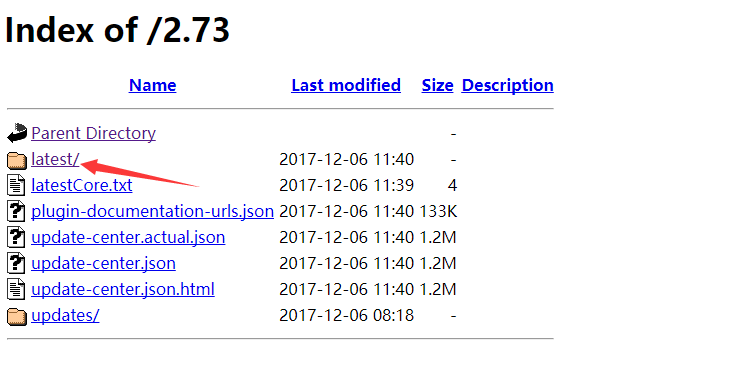 Index of /2.73
Name Last modified Size Description
Parent Directory -
latest/ 2017-12-06 11:40 -
latestCore.txt 2017-12-06 11:39 4
plugin-documentation-urls.json 2017-12-06 11:40 133K
update-center.actual.json 2017-12-06 11:40 1.2M
update-center.json 2017-12-06 11:40 1.2M
update-center.json.html 2017-12-06 11:40 1.2M
updates/ 2017-12-06 08:18 -